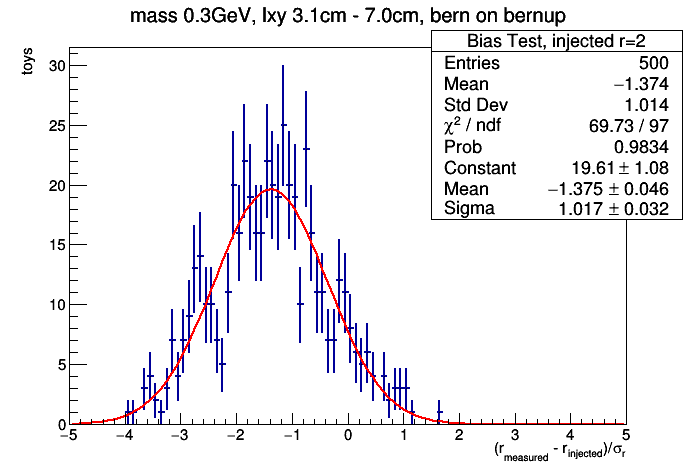 mass 0.3GeV, lxy 3.1cm - 7.0cm, bern on bernup
Bias Test, injected r=2
Entries 500
Mean −1.374
Std Dev 1.014
χ² / ndf 69.73 / 97
Prob 0.9834
Constant 19.61 ± 1.08
Mean −1.375 ± 0.046
Sigma 1.017 ± 0.032
toys
30
25
20
15
10
5
0
−5 −4 −3 −2 −1 0 1 2 3 4 5
(r_measured - r_injected)/σ_r